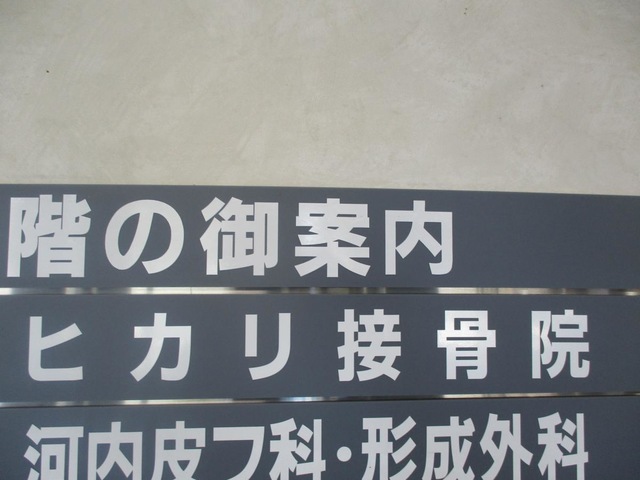 階の御案内
ヒカリ接骨院
河内皮フ科・形成外科